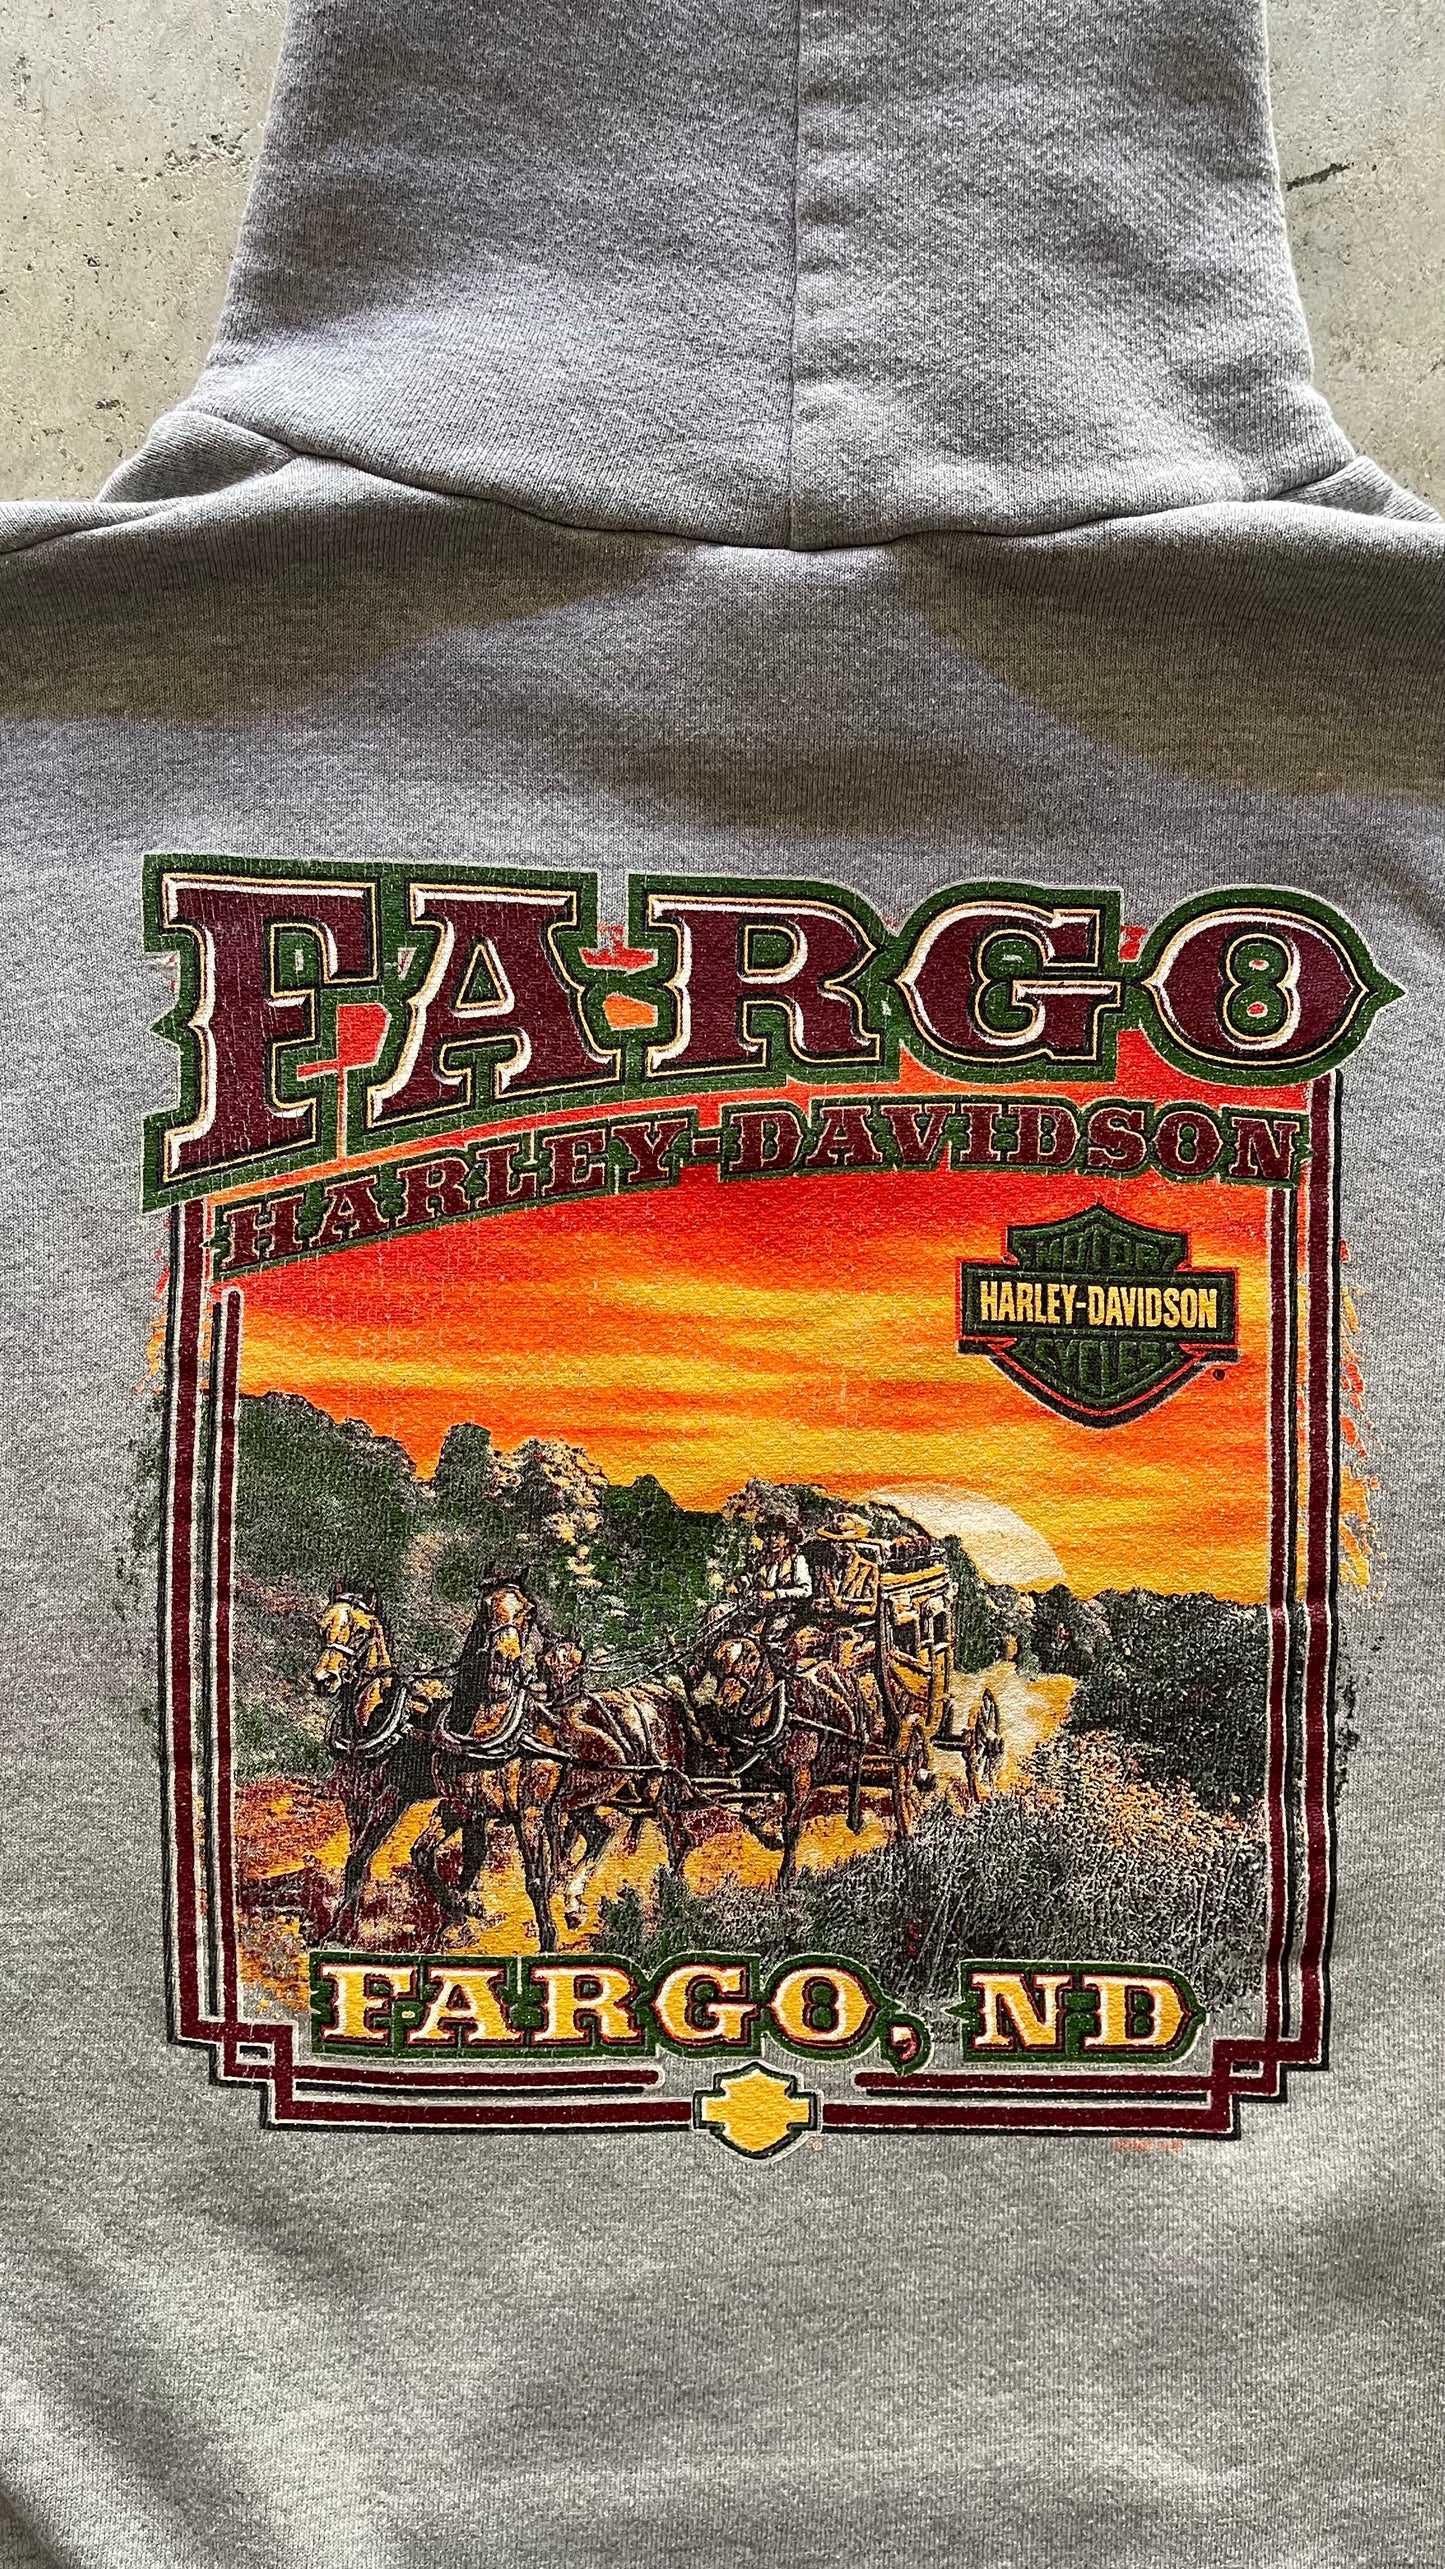 FARGO
HARLEY-DAVIDSON
MOTOR
HARLEY-DAVIDSON
CYCLES
®
FARGO, ND